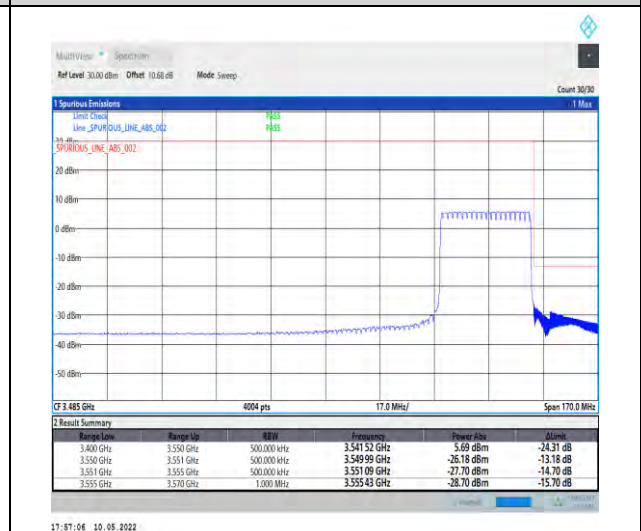 MultiView Spectrum
Ref Level 30.00 dBm Offset 10.68 dB Mode Sweep
Count 30/30
1 Spurious Emissions 1 Max
Limit Check PASS
Line _SPURIOUS_LINE_ABS_002 PASS
30 dBm
_SPURIOUS_LINE_ABS_002
20 dBm
10 dBm
0 dBm
-10 dBm
-20 dBm
-30 dBm
-40 dBm
-50 dBm
CF 3.485 GHz 4004 pts 17.0 MHz/ Span 170.0 MHz
2 Result Summary
Range Low Range Up RBW Frequency Power Abs ΔLimit
3.400 GHz 3.550 GHz 500.000 kHz 3.541 52 GHz 5.69 dBm -24.31 dB
3.550 GHz 3.551 GHz 500.000 kHz 3.549 99 GHz -26.18 dBm -13.18 dB
3.551 GHz 3.555 GHz 500.000 kHz 3.551 09 GHz -27.70 dBm -14.70 dB
3.555 GHz 3.570 GHz 1.000 MHz 3.555 43 GHz -28.70 dBm -15.70 dB
17:57:06 10.05.2022